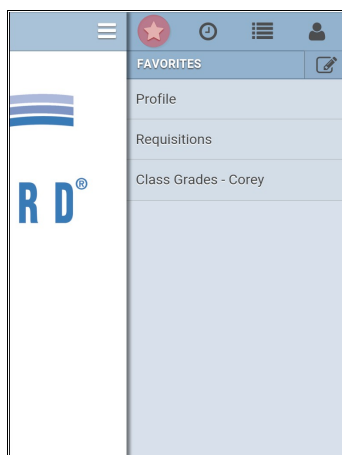 FAVORITES
Profile
Requisitions
Class Grades - Corey
R D®